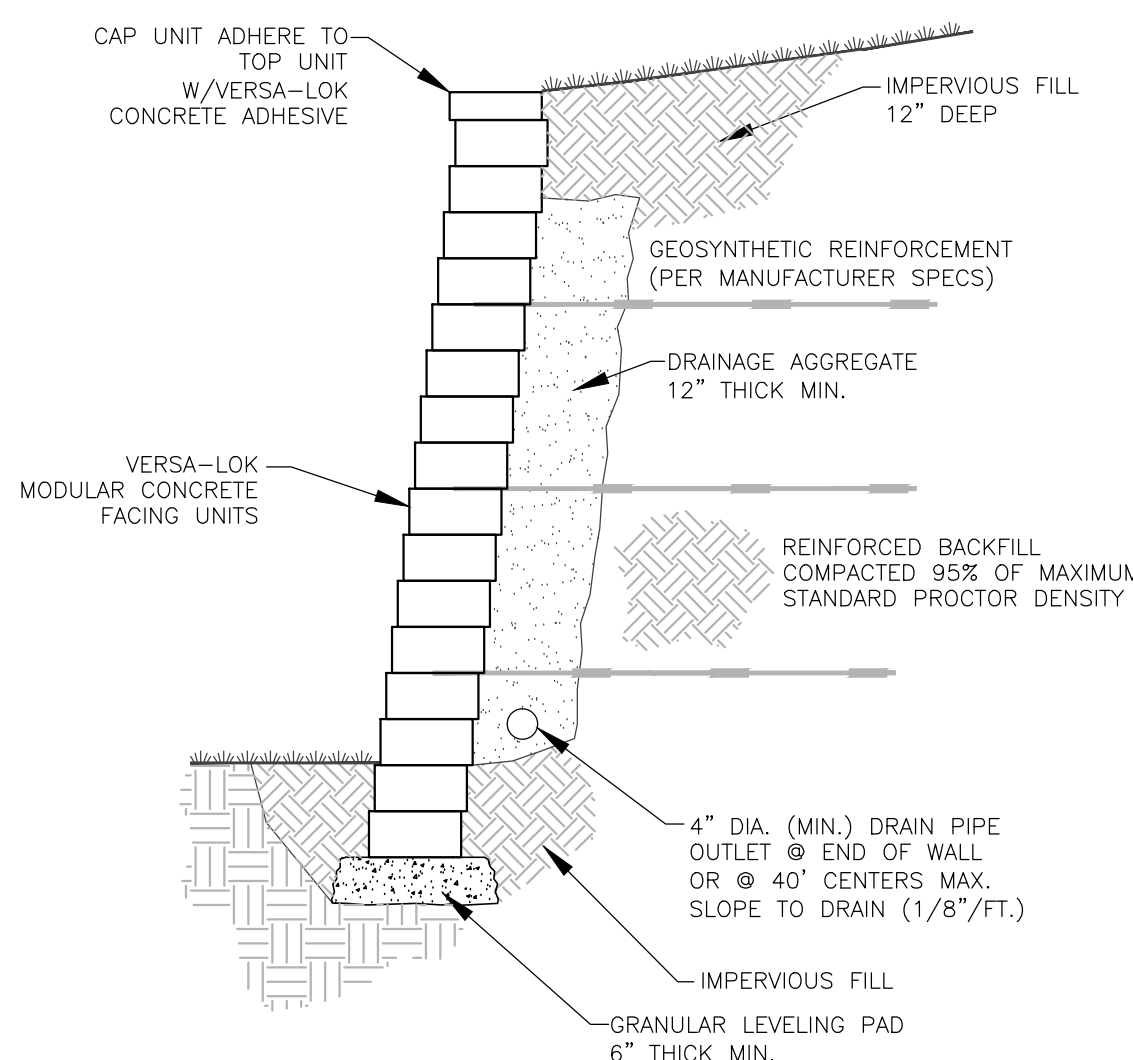 CAP UNIT ADHERE TO
TOP UNIT
W/VERSA-LOK
CONCRETE ADHESIVE
IMPERVIOUS FILL
12" DEEP
GEOSYNTHETIC REINFORCEMENT
(PER MANUFACTURER SPECS)
DRAINAGE AGGREGATE
12" THICK MIN.
VERSA-LOK
MODULAR CONCRETE
FACING UNITS
REINFORCED BACKFILL
COMPACTED 95% OF MAXIMUM
STANDARD PROCTOR DENSITY
4" DIA. (MIN.) DRAIN PIPE
OUTLET @ END OF WALL
OR @ 40' CENTERS MAX.
SLOPE TO DRAIN (1/8"/FT.)
IMPERVIOUS FILL
GRANULAR LEVELING PAD
6" THICK MIN.